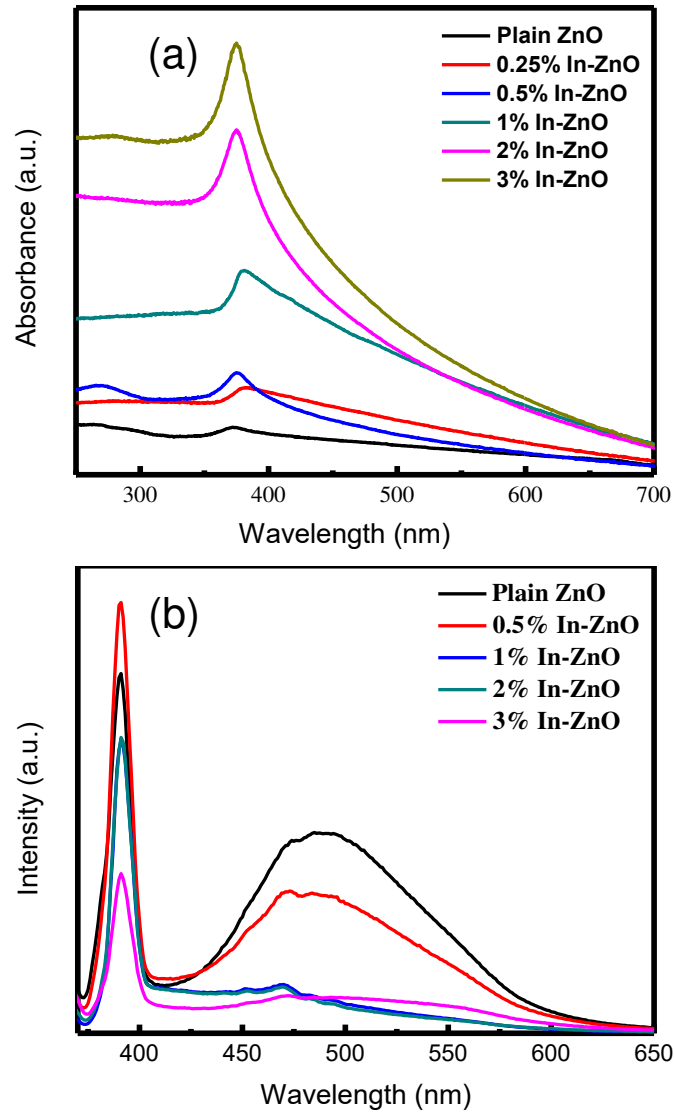 (a)
Plain ZnO
0.25% In-ZnO
0.5% In-ZnO
1% In-ZnO
2% In-ZnO
3% In-ZnO
Absorbance (a.u.)
300 400 500 600 700
Wavelength (nm)
(b)
Plain ZnO
0.5% In-ZnO
1% In-ZnO
2% In-ZnO
3% In-ZnO
Intensity (a.u.)
400 450 500 550 600 650
Wavelength (nm)